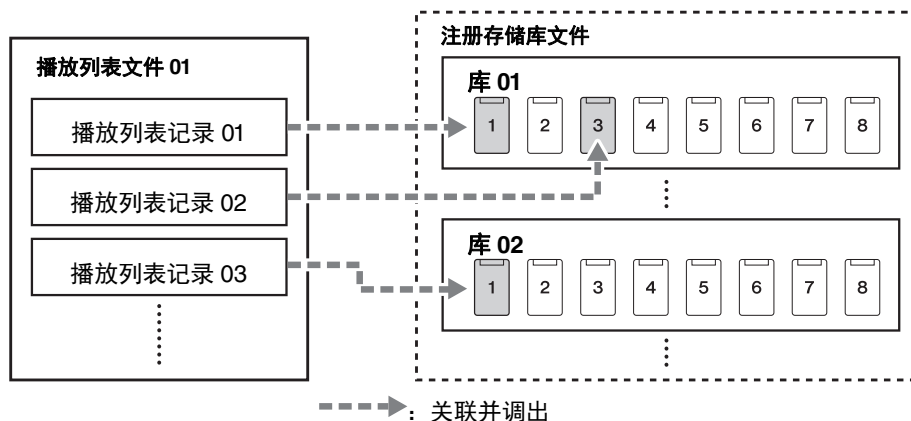 播放列表文件 01
播放列表记录 01
播放列表记录 02
播放列表记录 03
注册存储库文件
库 01
1 2 3 4 5 6 7 8
库 02
1 2 3 4 5 6 7 8
：关联并调出